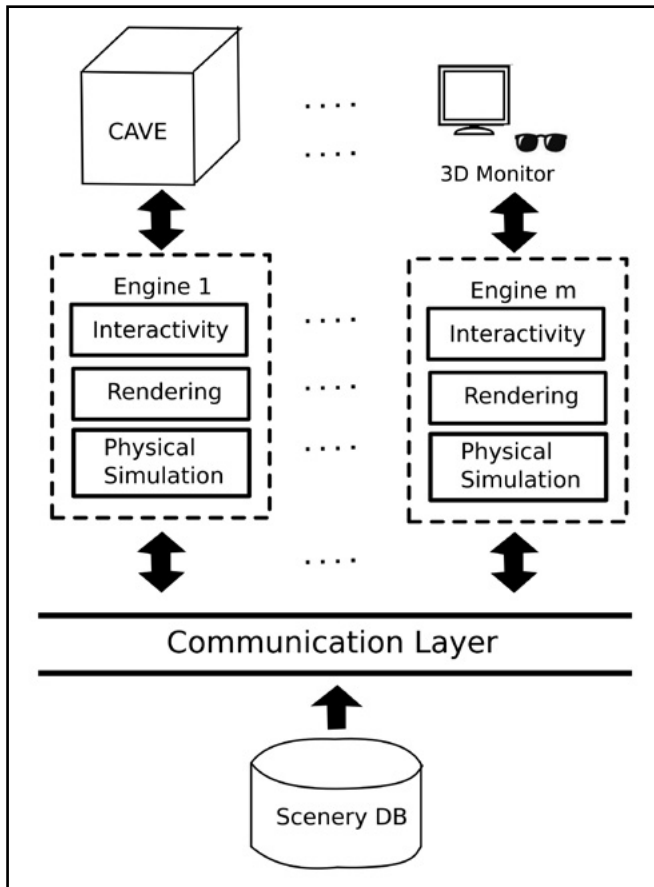 CAVE
3D Monitor
Engine 1
Interactivity
Rendering
Physical
Simulation
Engine m
Interactivity
Rendering
Physical
Simulation
Communication Layer
Scenery DB